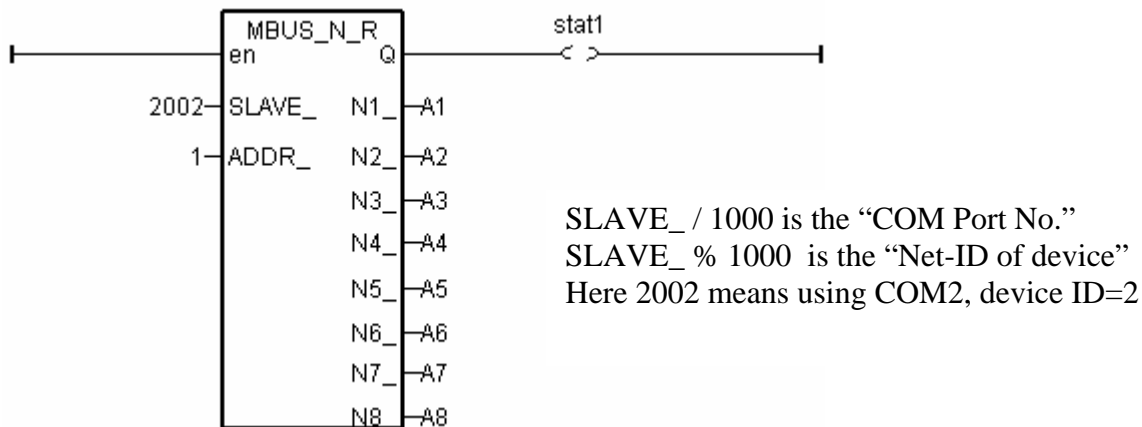 MBUS_N_R
stat1
en Q
2002 SLAVE_ N1_ A1
1 ADDR_ N2_ A2
N3_ A3
N4_ A4
N5_ A5
N6_ A6
N7_ A7
N8 A8
SLAVE_ / 1000 is the “COM Port No.”
SLAVE_ % 1000 is the “Net-ID of device”
Here 2002 means using COM2, device ID=2